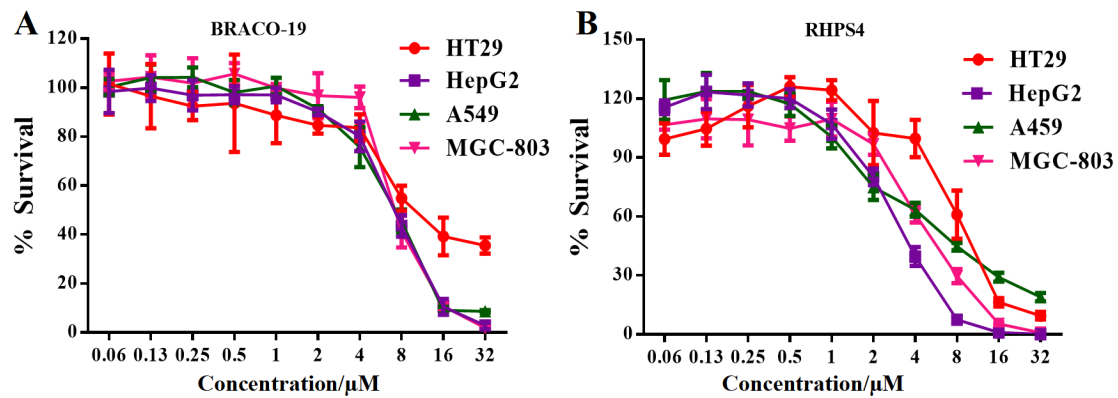 A
BRACO-19
% Survival
120
100
80
60
40
20
0
0.06 0.13 0.25 0.5 1 2 4 8 16 32
Concentration/μM
HT29
HepG2
A549
MGC-803
B
RHPS4
% Survival
150
120
90
60
30
0
0.06 0.13 0.25 0.5 1 2 4 8 16 32
Concentration/μM
HT29
HepG2
A459
MGC-803